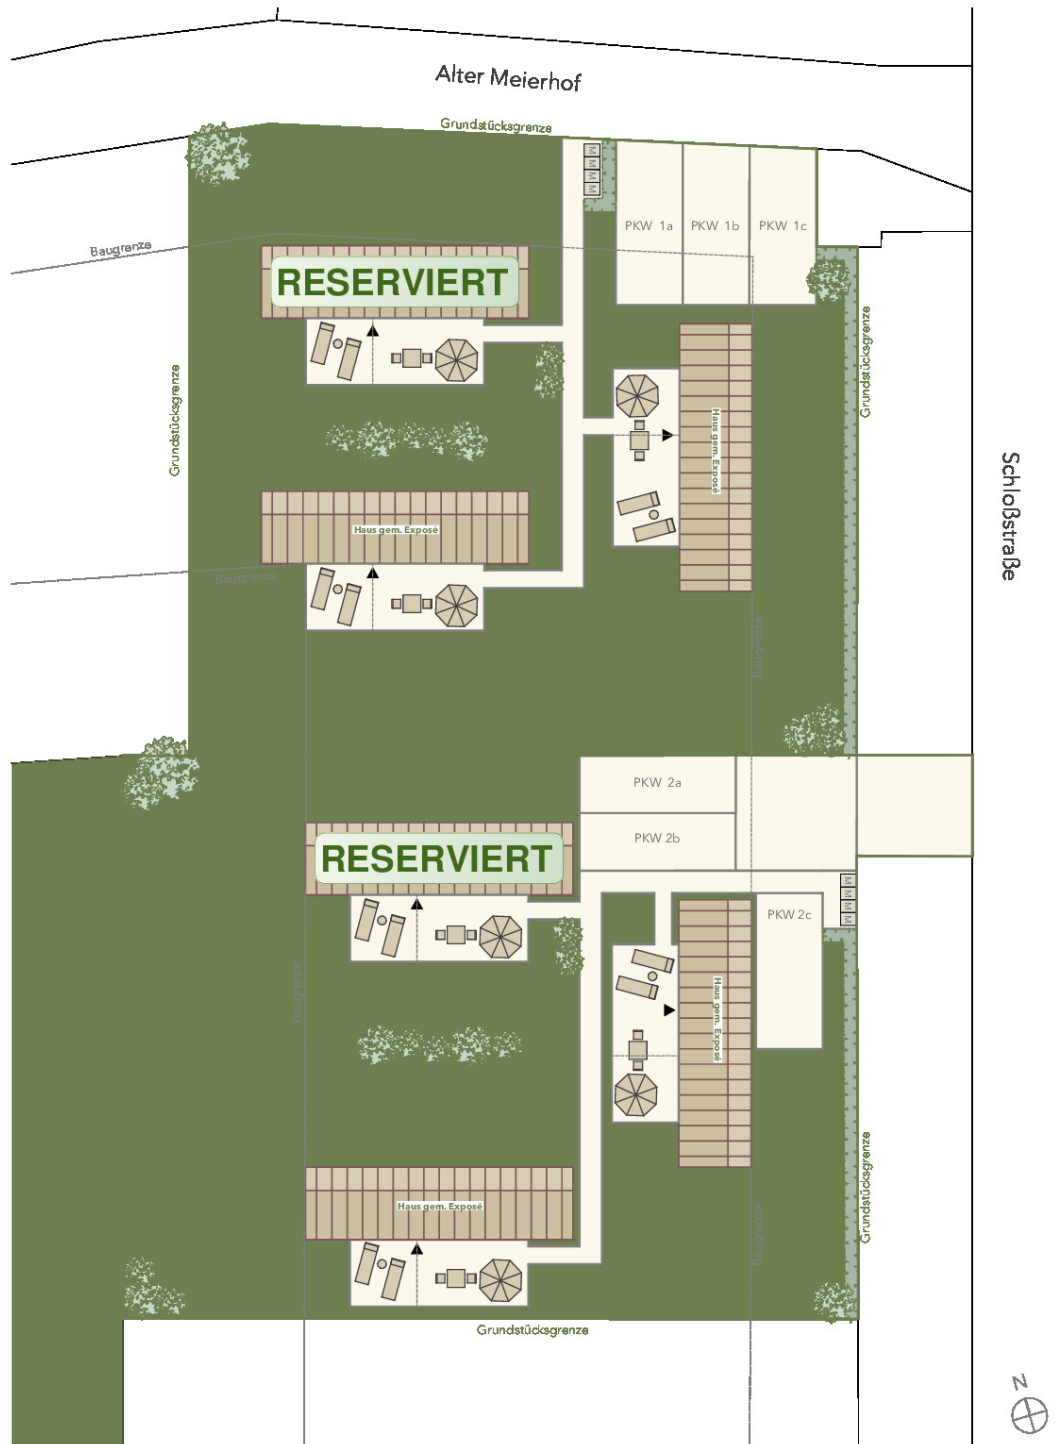 Alter Meierhof
Grundstücksgrenze
M
M
M
M
PKW 1a
PKW 1b
PKW 1c
Baugrenze
RESERVIERT
Grundstücksgrenze
Grundstücksgrenze
Haus gem. Exposé
Schloßstraße
Haus gem. Exposé
Baugrenze
Baugrenze
PKW 2a
PKW 2b
RESERVIERT
M
M
M
M
PKW 2c
Baugrenze
Haus gem. Exposé
Grundstücksgrenze
Haus gem. Exposé
Baugrenze
Grundstücksgrenze
N